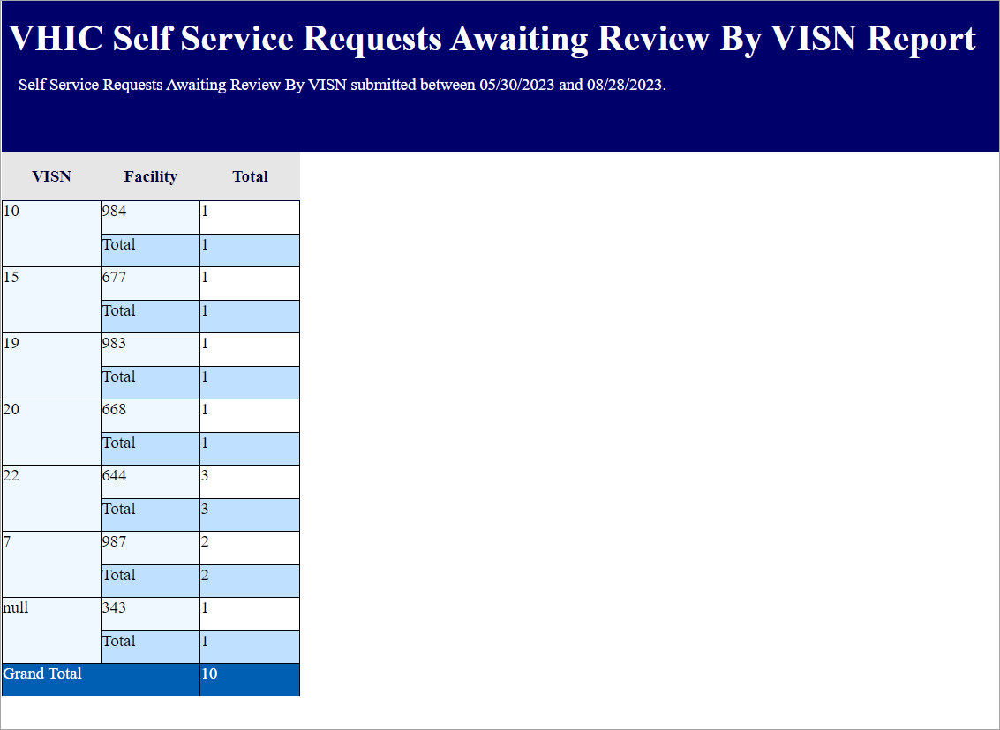 VHIC Self Service Requests Awaiting Review By VISN Report
Self Service Requests Awaiting Review By VISN submitted between 05/30/2023 and 08/28/2023.
VISN Facility Total
10 984 1
Total 1
15 677 1
Total 1
19 983 1
Total 1
20 668 1
Total 1
22 644 3
Total 3
7 987 2
Total 2
null 343 1
Total 1
Grand Total 10